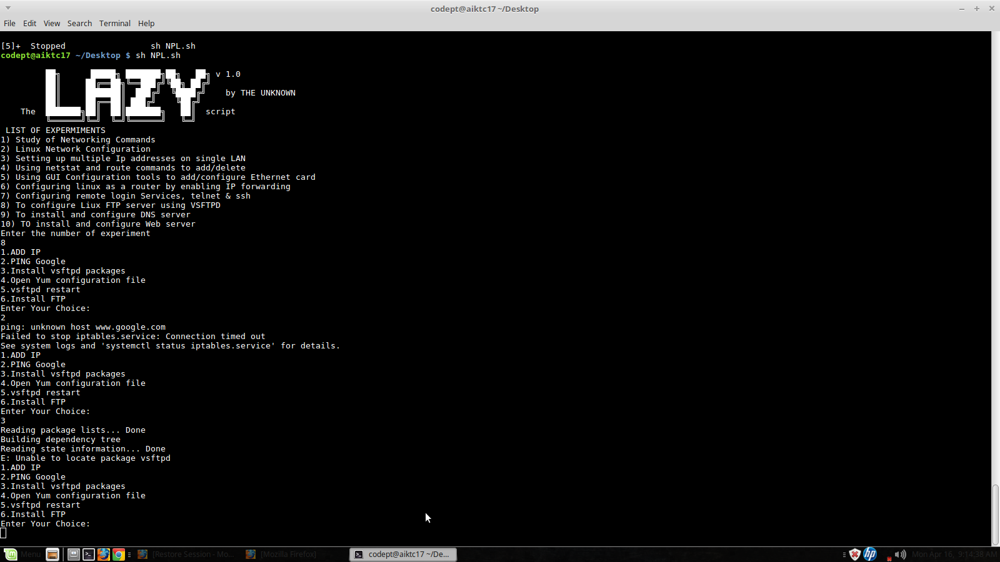 codept@aiktc17 ~/Desktop
File Edit View Search Terminal Help
[5]+  Stopped                 sh NPL.sh
codept@aiktc17 ~/Desktop $ sh NPL.sh
LAZY v 1.0
by THE UNKNOWN
The script
LIST OF EXPERMIMENTS
1) Study of Networking Commands
2) Linux Network Configuration
3) Setting up multiple Ip addresses on single LAN
4) Using netstat and route commands to add/delete
5) Using GUI Configuration tools to add/configure Ethernet card
6) Configuring linux as a router by enabling IP forwarding
7) Configuring remote login Services, telnet & ssh
8) To configure Liux FTP server using VSFTPD
9) To install and configure DNS server
10) TO install and configure Web server
Enter the number of experiment
8
1.ADD IP
2.PING Google
3.Install vsftpd packages
4.Open Yum configuration file
5.vsftpd restart
6.Install FTP
Enter Your Choice:
2
ping: unknown host www.google.com
Failed to stop iptables.service: Connection timed out
See system logs and 'systemctl status iptables.service' for details.
1.ADD IP
2.PING Google
3.Install vsftpd packages
4.Open Yum configuration file
5.vsftpd restart
6.Install FTP
Enter Your Choice:
3
Reading package lists... Done
Building dependency tree
Reading state information... Done
E: Unable to locate package vsftpd
1.ADD IP
2.PING Google
3.Install vsftpd packages
4.Open Yum configuration file
5.vsftpd restart
6.Install FTP
Enter Your Choice:
Menu [Restore Session - Mo... [Mozilla Firefox] codept@aiktc17 ~/De... hp Mon Apr 16, 9:14:38 AM